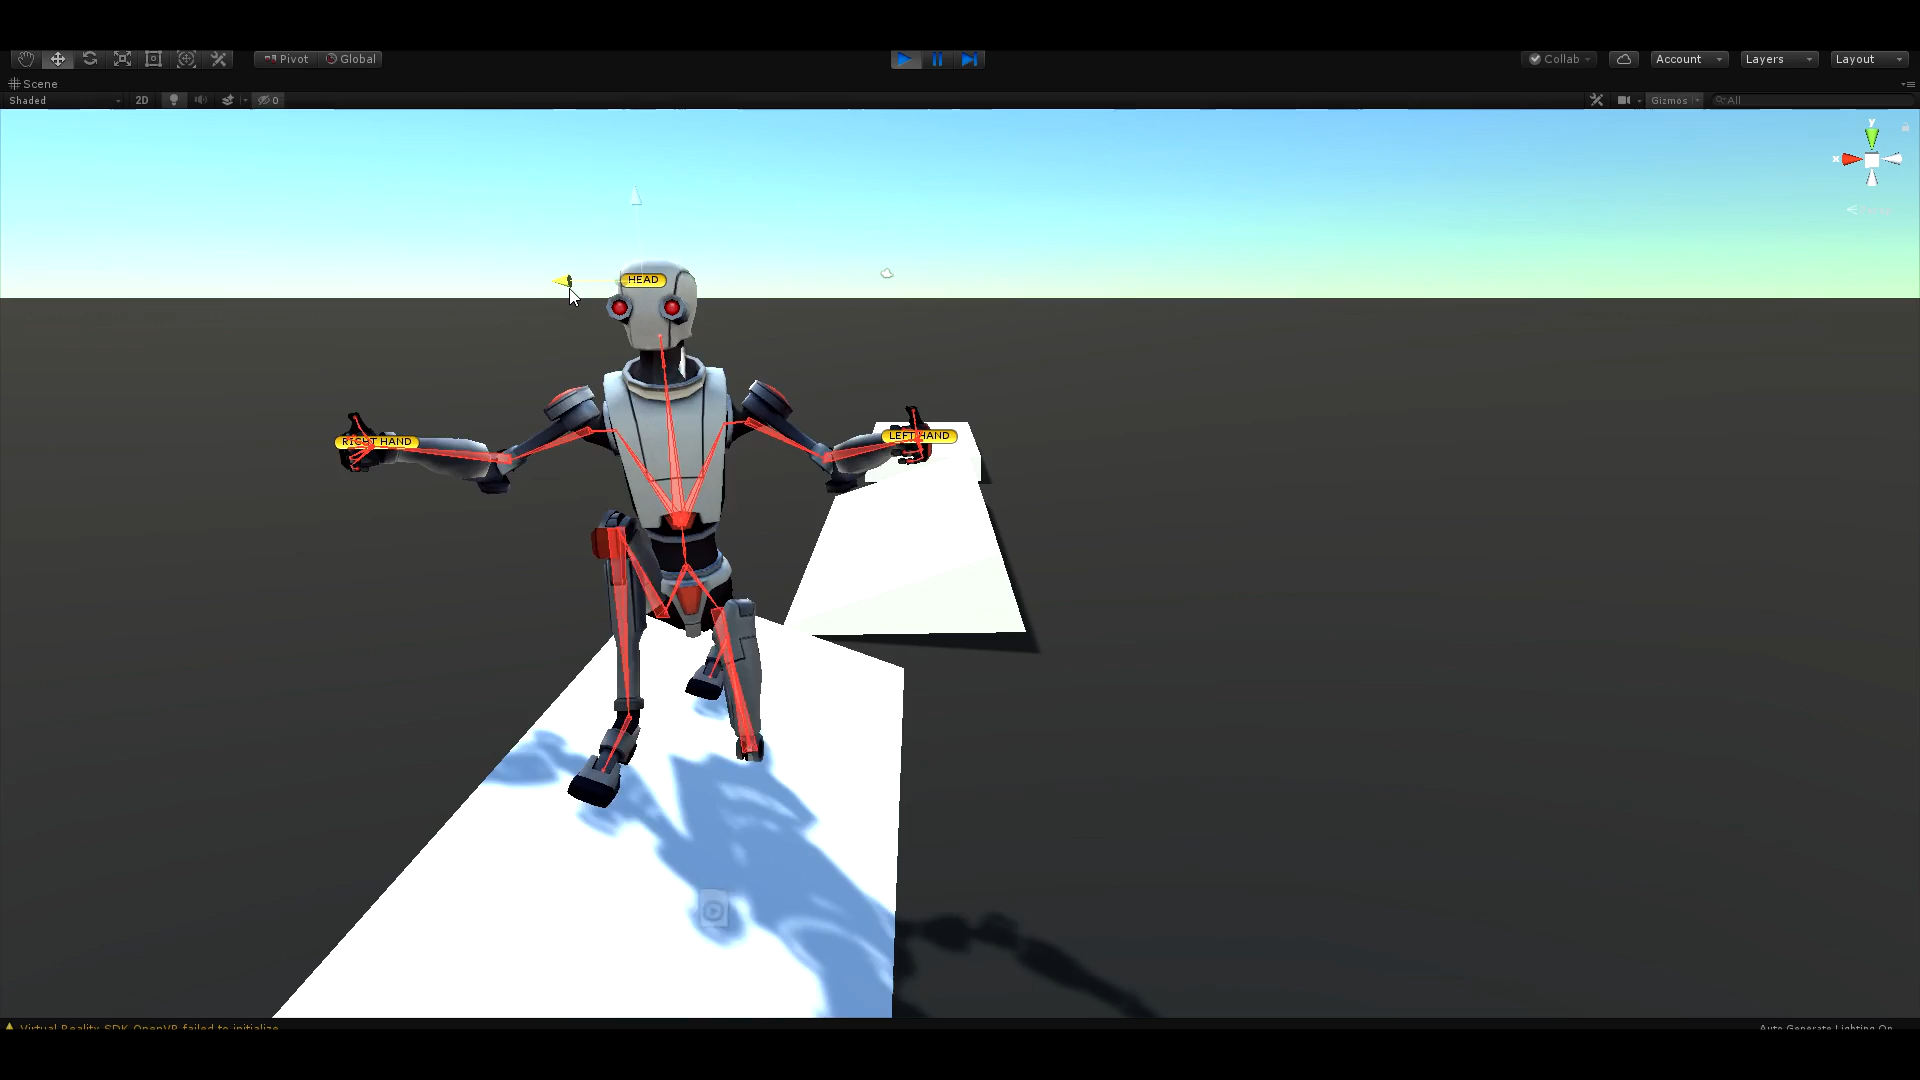 Pivot Global Collab Account Layers Layout
Scene
Shaded 2D 0 Gizmos All
y
x
HEAD
RIGHT HAND LEFT HAND
Virtual Reality SDK OpenVR failed to initialize
Auto Generate Lighting On